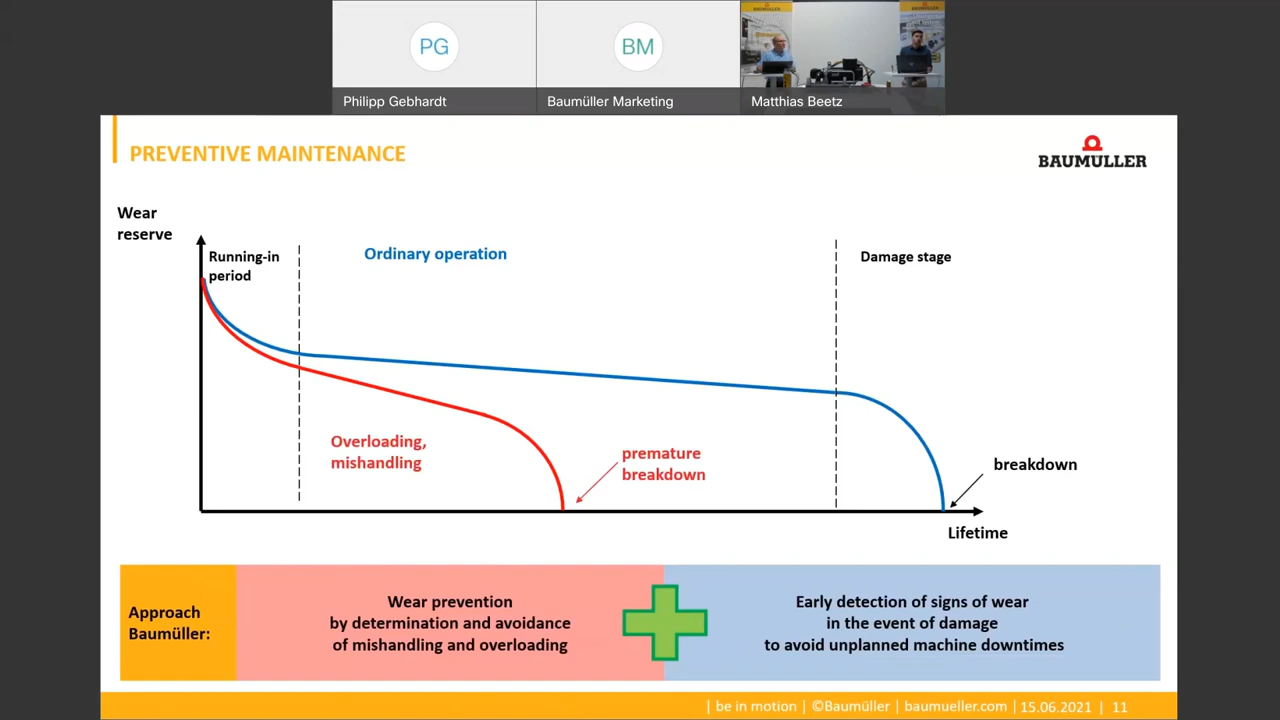 PG
BM
Philipp Gebhardt
Baumüller Marketing
Matthias Beetz
PREVENTIVE MAINTENANCE
BAUMÜLLER
Wear
reserve
Running-in
period
Ordinary operation
Damage stage
Overloading,
mishandling
premature
breakdown
breakdown
Lifetime
Approach
Baumüller:
Wear prevention
by determination and avoidance
of mishandling and overloading
Early detection of signs of wear
in the event of damage
to avoid unplanned machine downtimes
| be in motion | ©Baumüller | baumueller.com | 15.06.2021 | 11